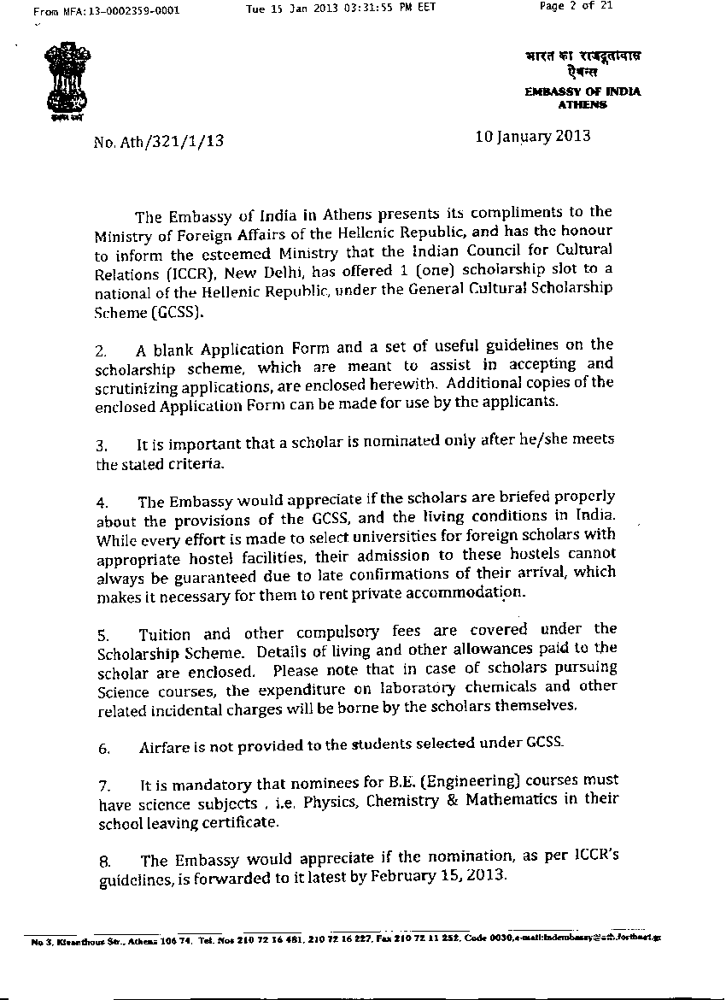 From MFA:13-0002359-0001 Tue 15 Jan 2013 03:31:55 PM EET Page 2 of 21
भारत का राजदूतावास
ऐथन्स
EMBASSY OF INDIA
ATHENS
सत्यमेव जयते
No. Ath/321/1/13 10 January 2013
The Embassy of India in Athens presents its compliments to the
Ministry of Foreign Affairs of the Hellenic Republic, and has the honour
to inform the esteemed Ministry that the Indian Council for Cultural
Relations (ICCR), New Delhi, has offered 1 (one) scholarship slot to a
national of the Hellenic Republic, under the General Cultural Scholarship
Scheme (GCSS).
2. A blank Application Form and a set of useful guidelines on the
scholarship scheme, which are meant to assist in accepting and
scrutinizing applications, are enclosed herewith. Additional copies of the
enclosed Application Form can be made for use by the applicants.
3. It is important that a scholar is nominated only after he/she meets
the stated criteria.
4. The Embassy would appreciate if the scholars are briefed properly
about the provisions of the GCSS, and the living conditions in India.
While every effort is made to select universities for foreign scholars with
appropriate hostel facilities, their admission to these hostels cannot
always be guaranteed due to late confirmations of their arrival, which
makes it necessary for them to rent private accommodation.
5. Tuition and other compulsory fees are covered under the
Scholarship Scheme. Details of living and other allowances paid to the
scholar are enclosed. Please note that in case of scholars pursuing
Science courses, the expenditure on laboratory chemicals and other
related incidental charges will be borne by the scholars themselves.
6. Airfare is not provided to the students selected under GCSS.
7. It is mandatory that nominees for B.E. (Engineering) courses must
have science subjects , i.e. Physics, Chemistry & Mathematics in their
school leaving certificate.
8. The Embassy would appreciate if the nomination, as per ICCR's
guidelines, is forwarded to it latest by February 15, 2013.
No 3, Kleanthous Str., Athens 106 74, Tel. Nos 210 72 16 481, 210 72 16 227, Fax 210 72 11 252, Code 0030,e-mail:indembassy@ath.forthnet.gr